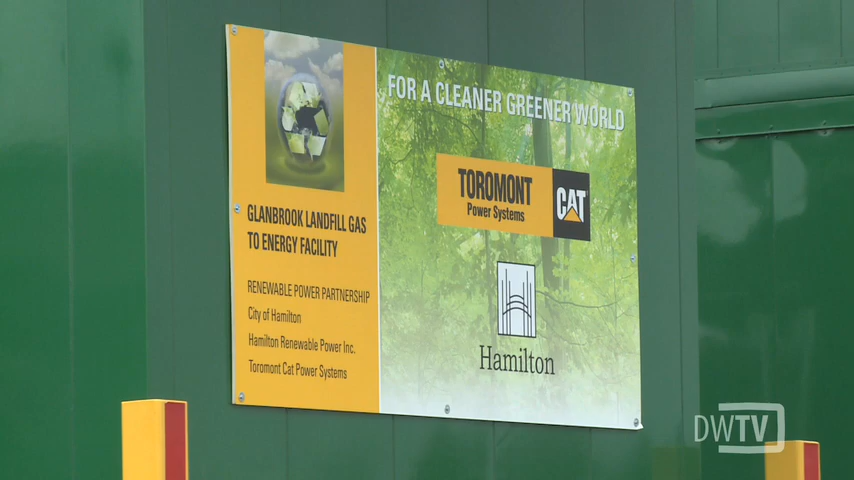 GLANBROOK LANDFILL GAS
TO ENERGY FACILITY
RENEWABLE POWER PARTNERSHIP
City of Hamilton
Hamilton Renewable Power Inc.
Toromont Cat Power Systems
FOR A CLEANER GREENER WORLD
TOROMONT
Power Systems
CAT
Hamilton
DWTV